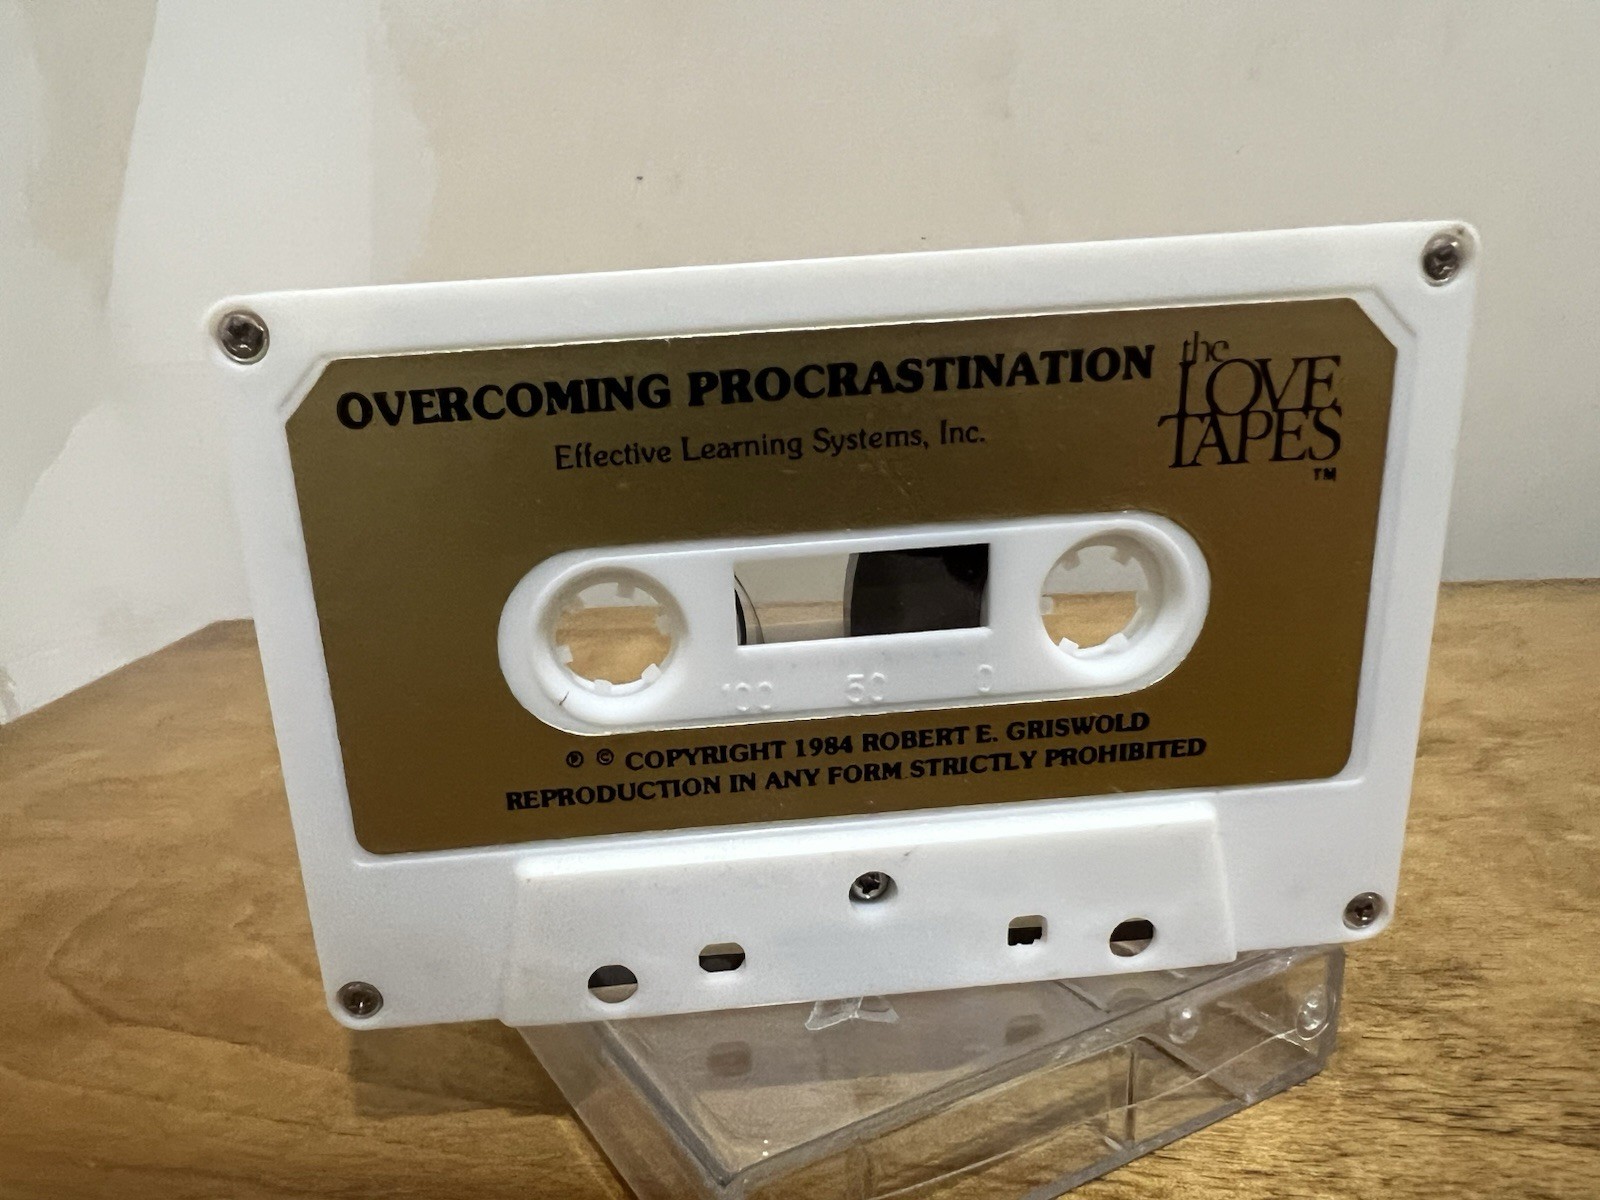 OVERCOMING PROCRASTINATION
Effective Learning Systems, Inc.
the
LOVE
TAPES
TM
100 50 0
℗ © COPYRIGHT 1984 ROBERT E. GRISWOLD
REPRODUCTION IN ANY FORM STRICTLY PROHIBITED